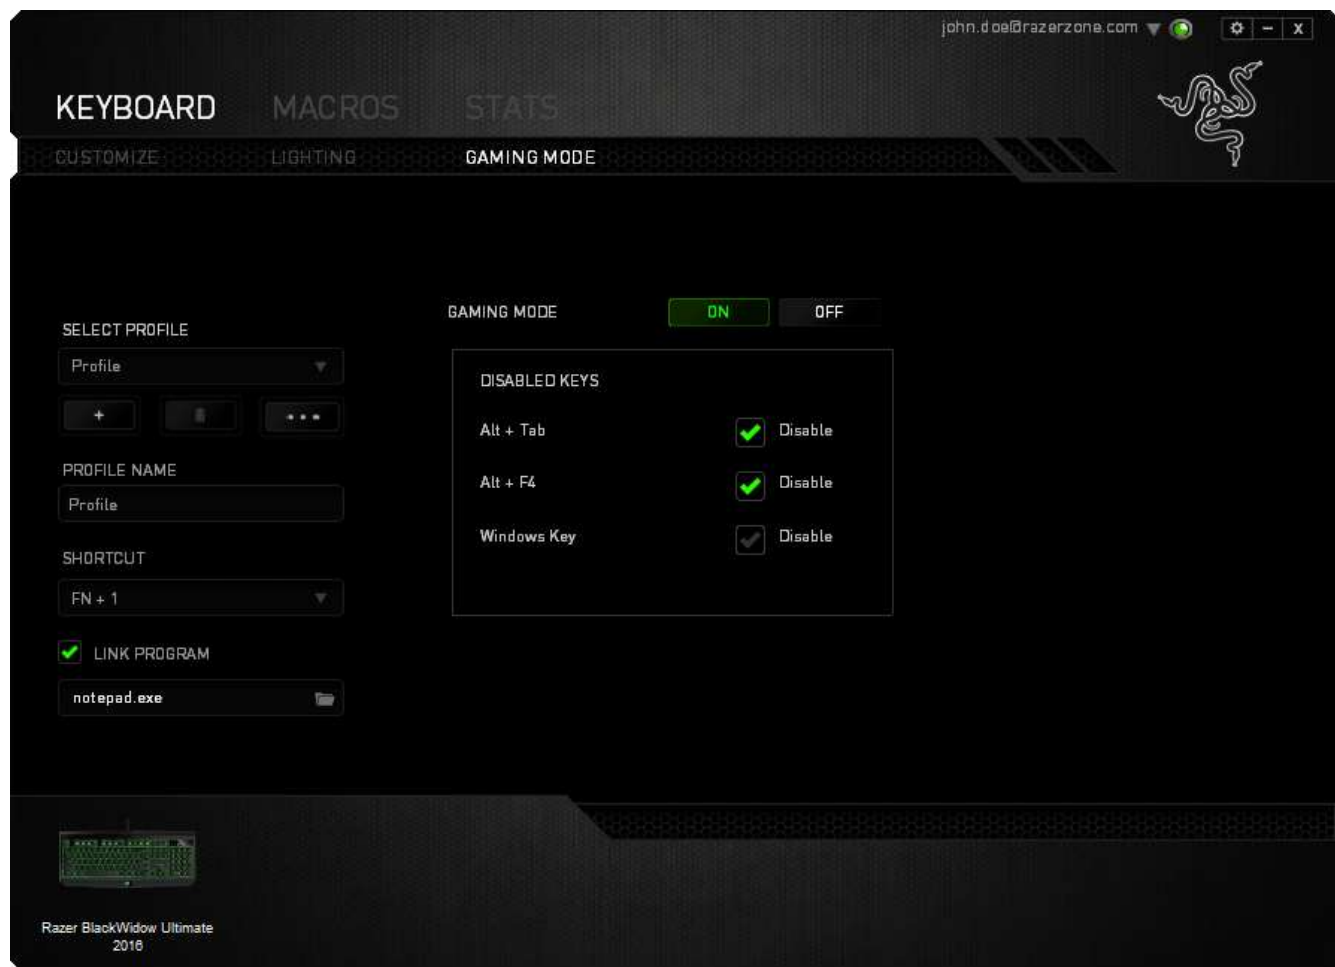 john.doe@razerzone.com
KEYBOARD MACROS STATS
CUSTOMIZE LIGHTING GAMING MODE
GAMING MODE ON OFF
SELECT PROFILE
Profile
DISABLED KEYS
+ ...
Alt + Tab Disable
PROFILE NAME
Alt + F4 Disable
Profile
Windows Key Disable
SHORTCUT
FN + 1
LINK PROGRAM
notepad.exe
Razer BlackWidow Ultimate
2016